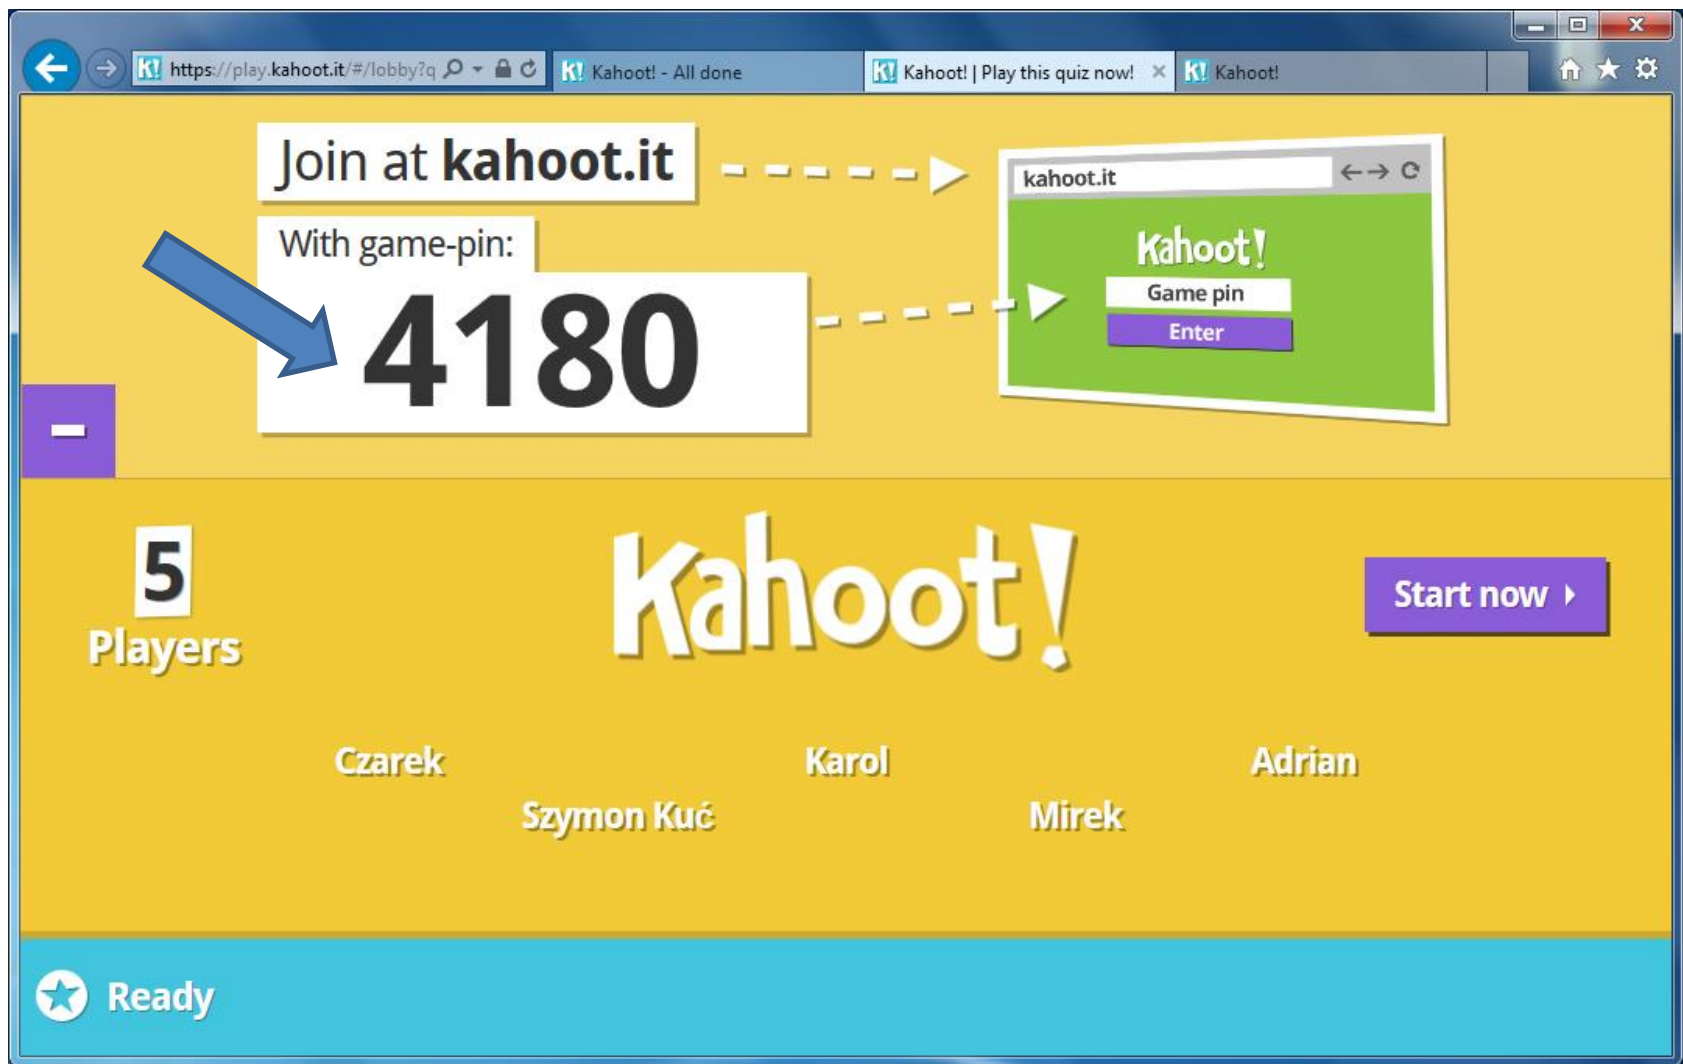 https://play.kahoot.it/#/lobby?q
Kahoot! - All done
Kahoot! | Play this quiz now!
Kahoot!
Join at kahoot.it
With game-pin:
4180
kahoot.it
Kahoot!
Game pin
Enter
5
Players
Kahoot!
Start now
Czarek
Karol
Adrian
Szymon Kuć
Mirek
Ready